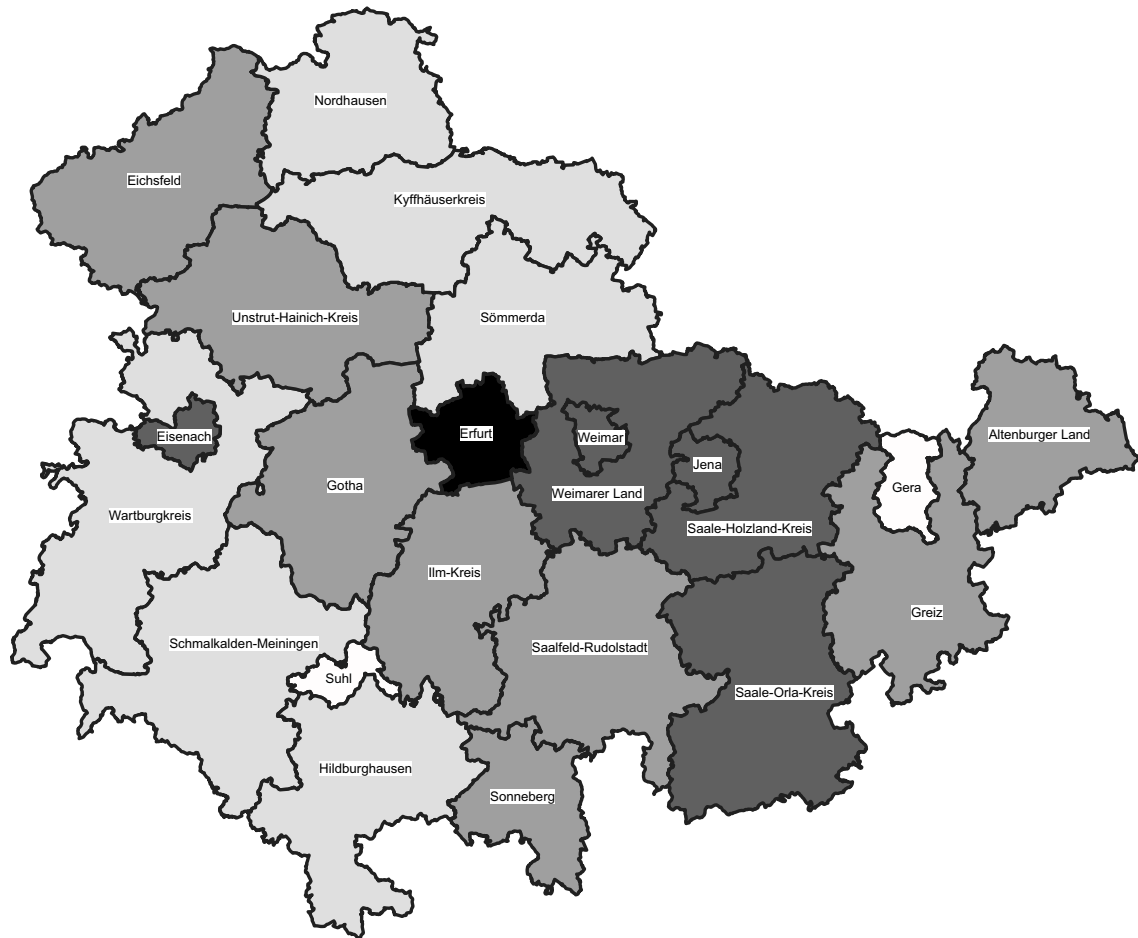 Nordhausen
Eichsfeld
Kyffhäuserkreis
Unstrut-Hainich-Kreis
Sömmerda
Eisenach
Erfurt
Weimar
Altenburger Land
Jena
Gotha
Gera
Weimarer Land
Wartburgkreis
Saale-Holzland-Kreis
Ilm-Kreis
Greiz
Schmalkalden-Meiningen
Saalfeld-Rudolstadt
Suhl
Saale-Orla-Kreis
Hildburghausen
Sonneberg